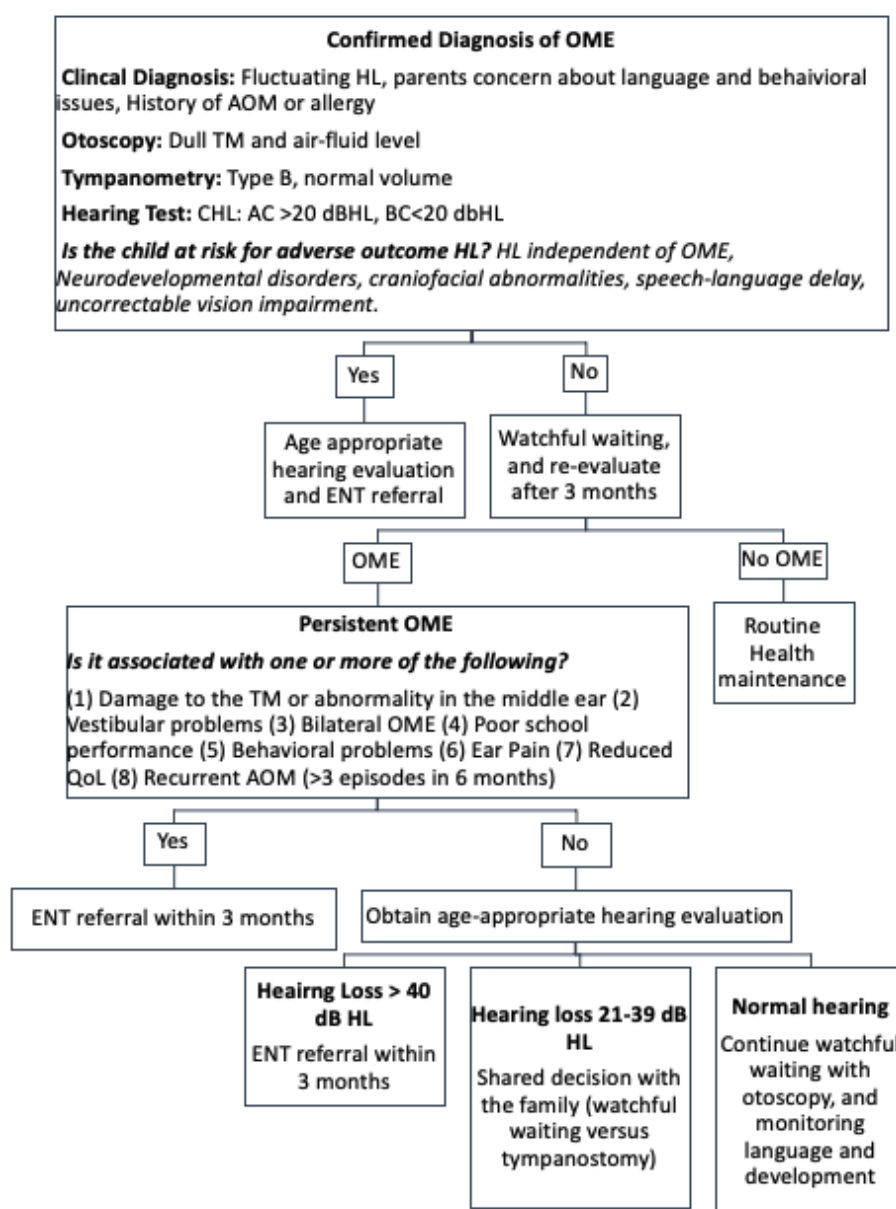 Confirmed Diagnosis of OME
Clincal Diagnosis: Fluctuating HL, parents concern about language and behaivioral
issues, History of AOM or allergy
Otoscopy: Dull TM and air-fluid level
Tympanometry: Type B, normal volume
Hearing Test: CHL: AC >20 dBHL, BC<20 dbHL
Is the child at risk for adverse outcome HL? HL independent of OME,
Neurodevelopmental disorders, craniofacial abnormalities, speech-language delay,
uncorrectable vision impairment.
Yes
No
Age appropriate
hearing evaluation
and ENT referral
Watchful waiting,
and re-evaluate
after 3 months
OME
No OME
Persistent OME
Is it associated with one or more of the following?
(1) Damage to the TM or abnormality in the middle ear (2)
Vestibular problems (3) Bilateral OME (4) Poor school
performance (5) Behavioral problems (6) Ear Pain (7) Reduced
QoL (8) Recurrent AOM (>3 episodes in 6 months)
Routine
Health
maintenance
Yes
No
ENT referral within 3 months
Obtain age-appropriate hearing evaluation
Heairng Loss > 40
dB HL
ENT referral within
3 months
Hearing loss 21-39 dB
HL
Shared decision with
the family (watchful
waiting versus
tympanostomy)
Normal hearing
Continue watchful
waiting with
otoscopy, and
monitoring
language and
development